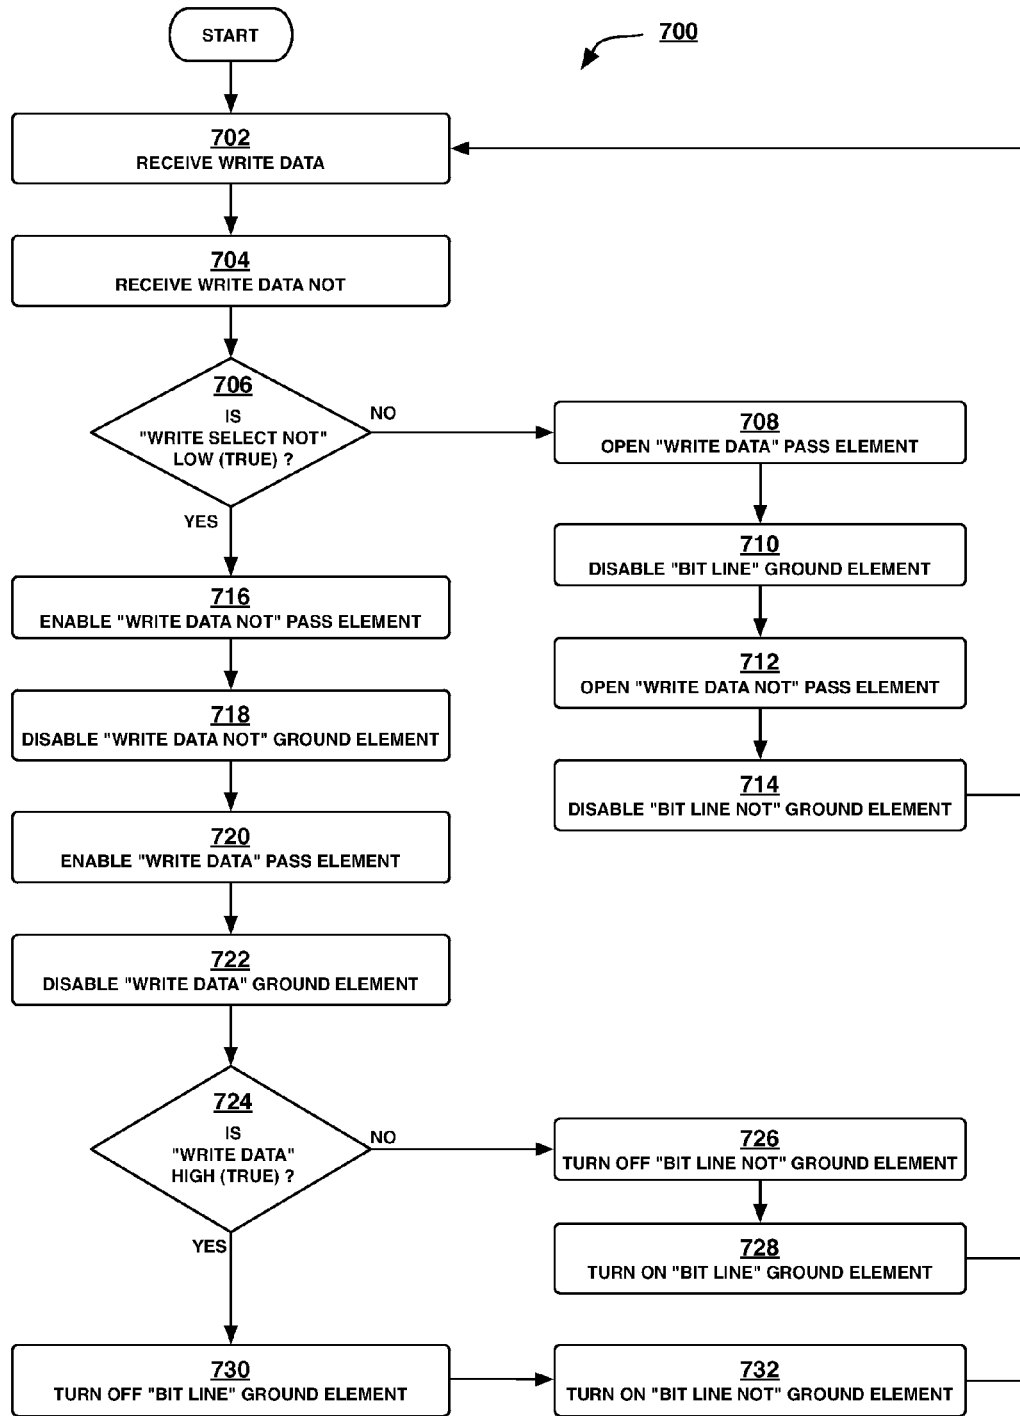 START
700
702
RECEIVE WRITE DATA
704
RECEIVE WRITE DATA NOT
706
IS
"WRITE SELECT NOT"
LOW (TRUE) ?
NO
YES
708
OPEN "WRITE DATA" PASS ELEMENT
710
DISABLE "BIT LINE" GROUND ELEMENT
712
OPEN "WRITE DATA NOT" PASS ELEMENT
714
DISABLE "BIT LINE NOT" GROUND ELEMENT
716
ENABLE "WRITE DATA NOT" PASS ELEMENT
718
DISABLE "WRITE DATA NOT" GROUND ELEMENT
720
ENABLE "WRITE DATA" PASS ELEMENT
722
DISABLE "WRITE DATA" GROUND ELEMENT
724
IS
"WRITE DATA"
HIGH (TRUE) ?
NO
YES
726
TURN OFF "BIT LINE NOT" GROUND ELEMENT
728
TURN ON "BIT LINE" GROUND ELEMENT
730
TURN OFF "BIT LINE" GROUND ELEMENT
732
TURN ON "BIT LINE NOT" GROUND ELEMENT